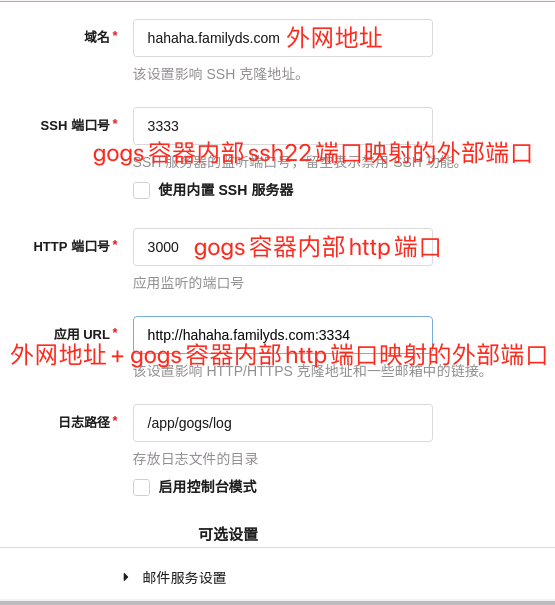 域名* hahaha.familyds.com 外网地址
该设置影响 SSH 克隆地址。
SSH 端口号* 3333
gogs容器内部ssh22端口映射的外部端口
SSH 服务器的监听端口号，留空表示禁用 SSH 功能。
使用内置 SSH 服务器
HTTP 端口号* 3000 gogs容器内部http端口
应用监听的端口号
应用 URL* http://hahaha.familyds.com:3334
外网地址+gogs容器内部http端口映射的外部端口
该设置影响 HTTP/HTTPS 克隆地址和一些邮箱中的链接。
日志路径* /app/gogs/log
存放日志文件的目录
启用控制台模式
可选设置
邮件服务设置